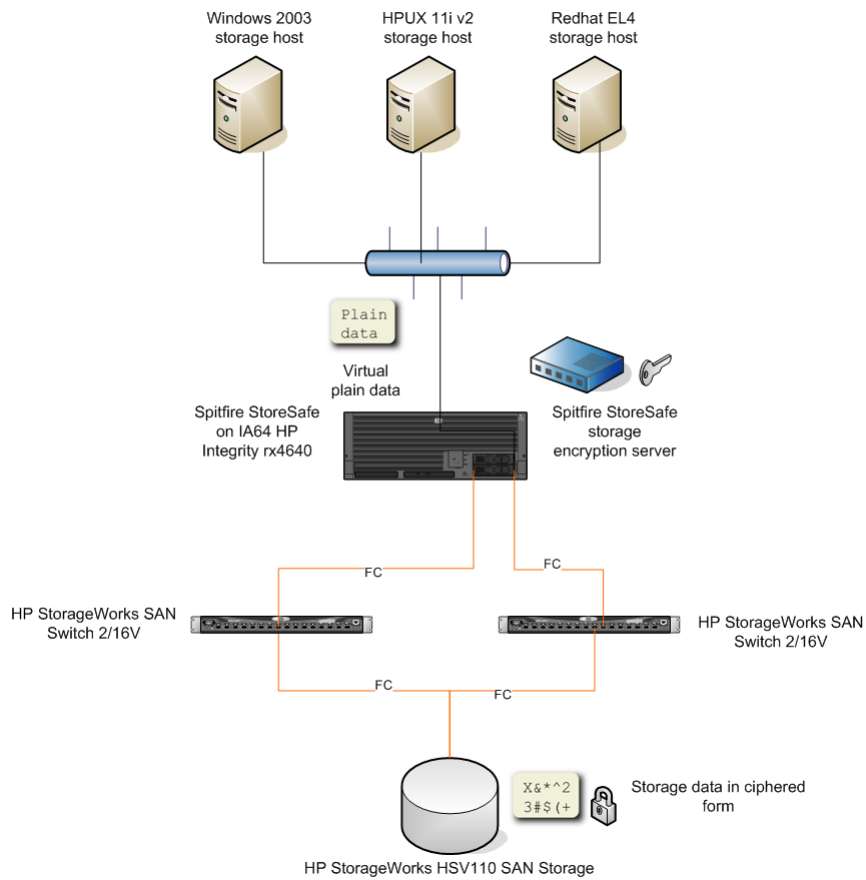 Windows 2003
storage host
HPUX 11i v2
storage host
Redhat EL4
storage host
Plain
data
Virtual
plain data
Spitfire StoreSafe
on IA64 HP
Integrity rx4640
Spitfire StoreSafe
storage
encryption server
FC
FC
HP StorageWorks SAN
Switch 2/16V
HP StorageWorks SAN
Switch 2/16V
FC
FC
X&*^2
3#$(+
Storage data in ciphered
form
HP StorageWorks HSV110 SAN Storage